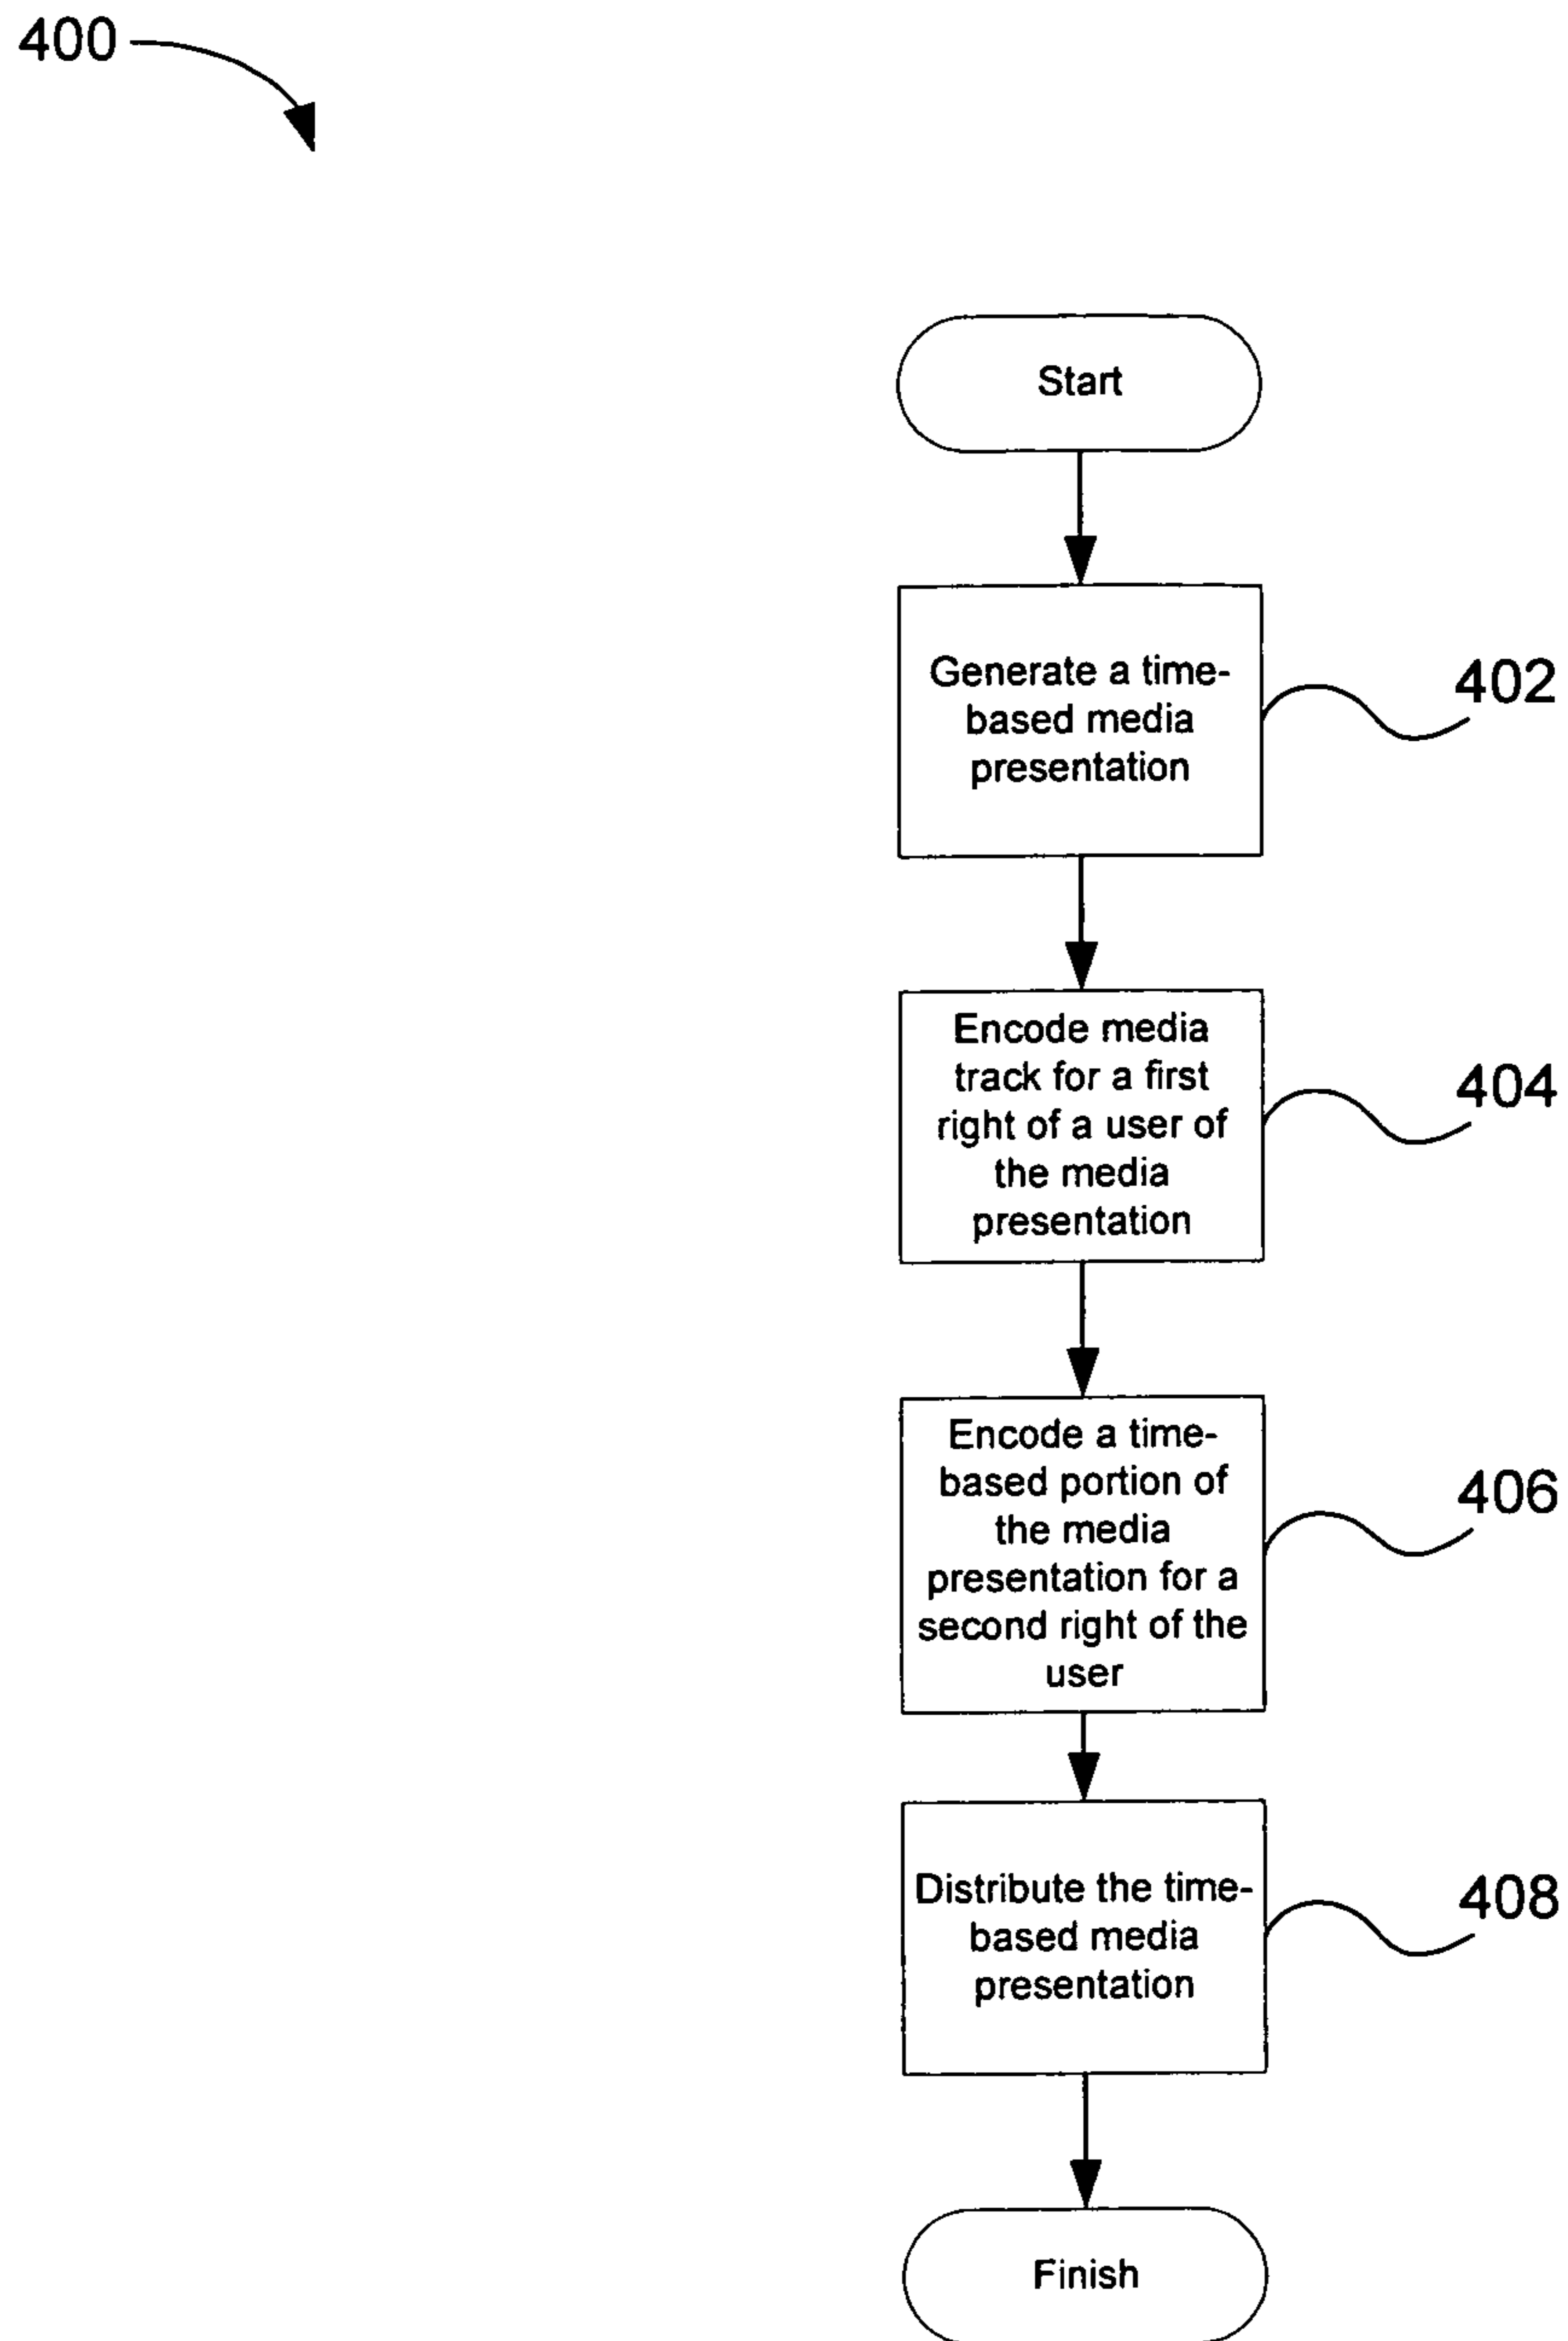 400
Start
Generate a time-
based media
presentation
402
Encode media
track for a first
right of a user of
the media
presentation
404
Encode a time-
based portion of
the media
presentation for a
second right of the
user
406
Distribute the time-
based media
presentation
408
Finish